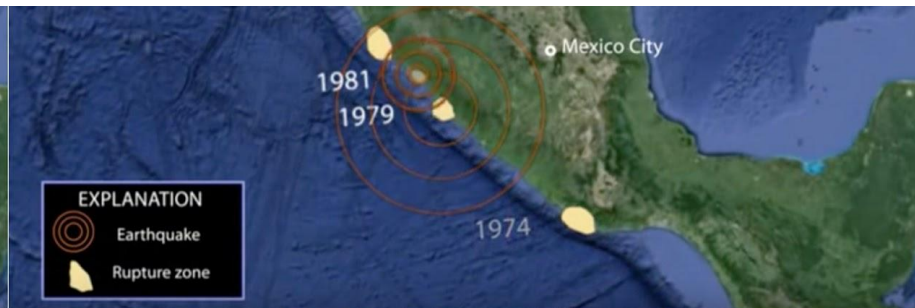 Mexico City
1981
1979
1974
EXPLANATION
Earthquake
Rupture zone